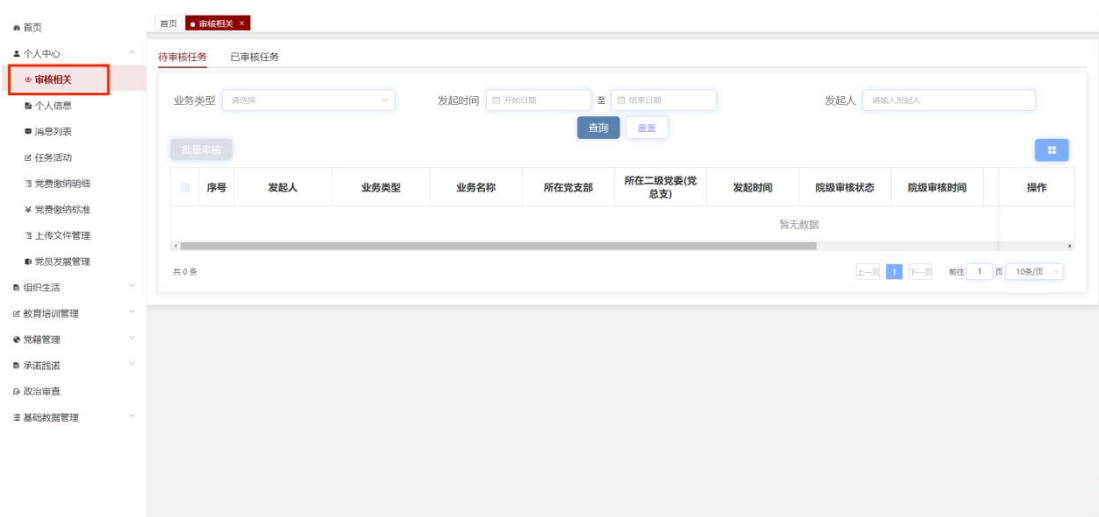 首页
个人中心
审核相关
个人信息
消息列表
任务活动
党费缴纳明细
党费缴纳标准
上传文件管理
党员发展管理
组织生活
教育培训管理
党籍管理
承诺践诺
政治审查
基础数据管理
首页 审核相关 ×
待审核任务 已审核任务
业务类型 请选择 发起时间 开始日期 至 结束日期 发起人 请输入发起人
查询 重置
批量审核
序号 发起人 业务类型 业务名称 所在党支部 所在二级党委(党总支) 发起时间 院级审核状态 院级审核时间 操作
暂无数据
共 0 条 上一页 1 下一页 前往 1 页 10条/页